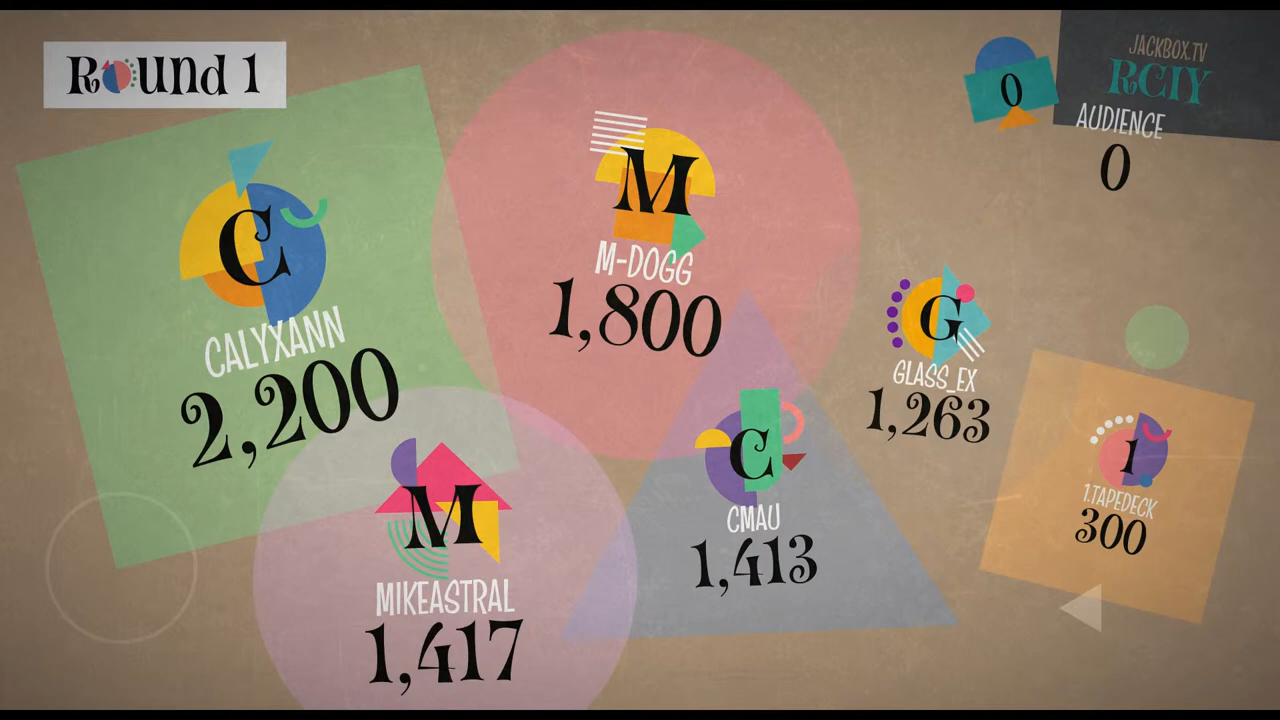 Round 1
C
CALYXANN
2,200
M
M-DOGG
1,800
M
MIKEASTRAL
1,417
C
CMAU
1,413
G
GLASS_EX
1,263
1
1.TAPEDECK
300
0
JACKBOX.TV
RCIY
AUDIENCE
0